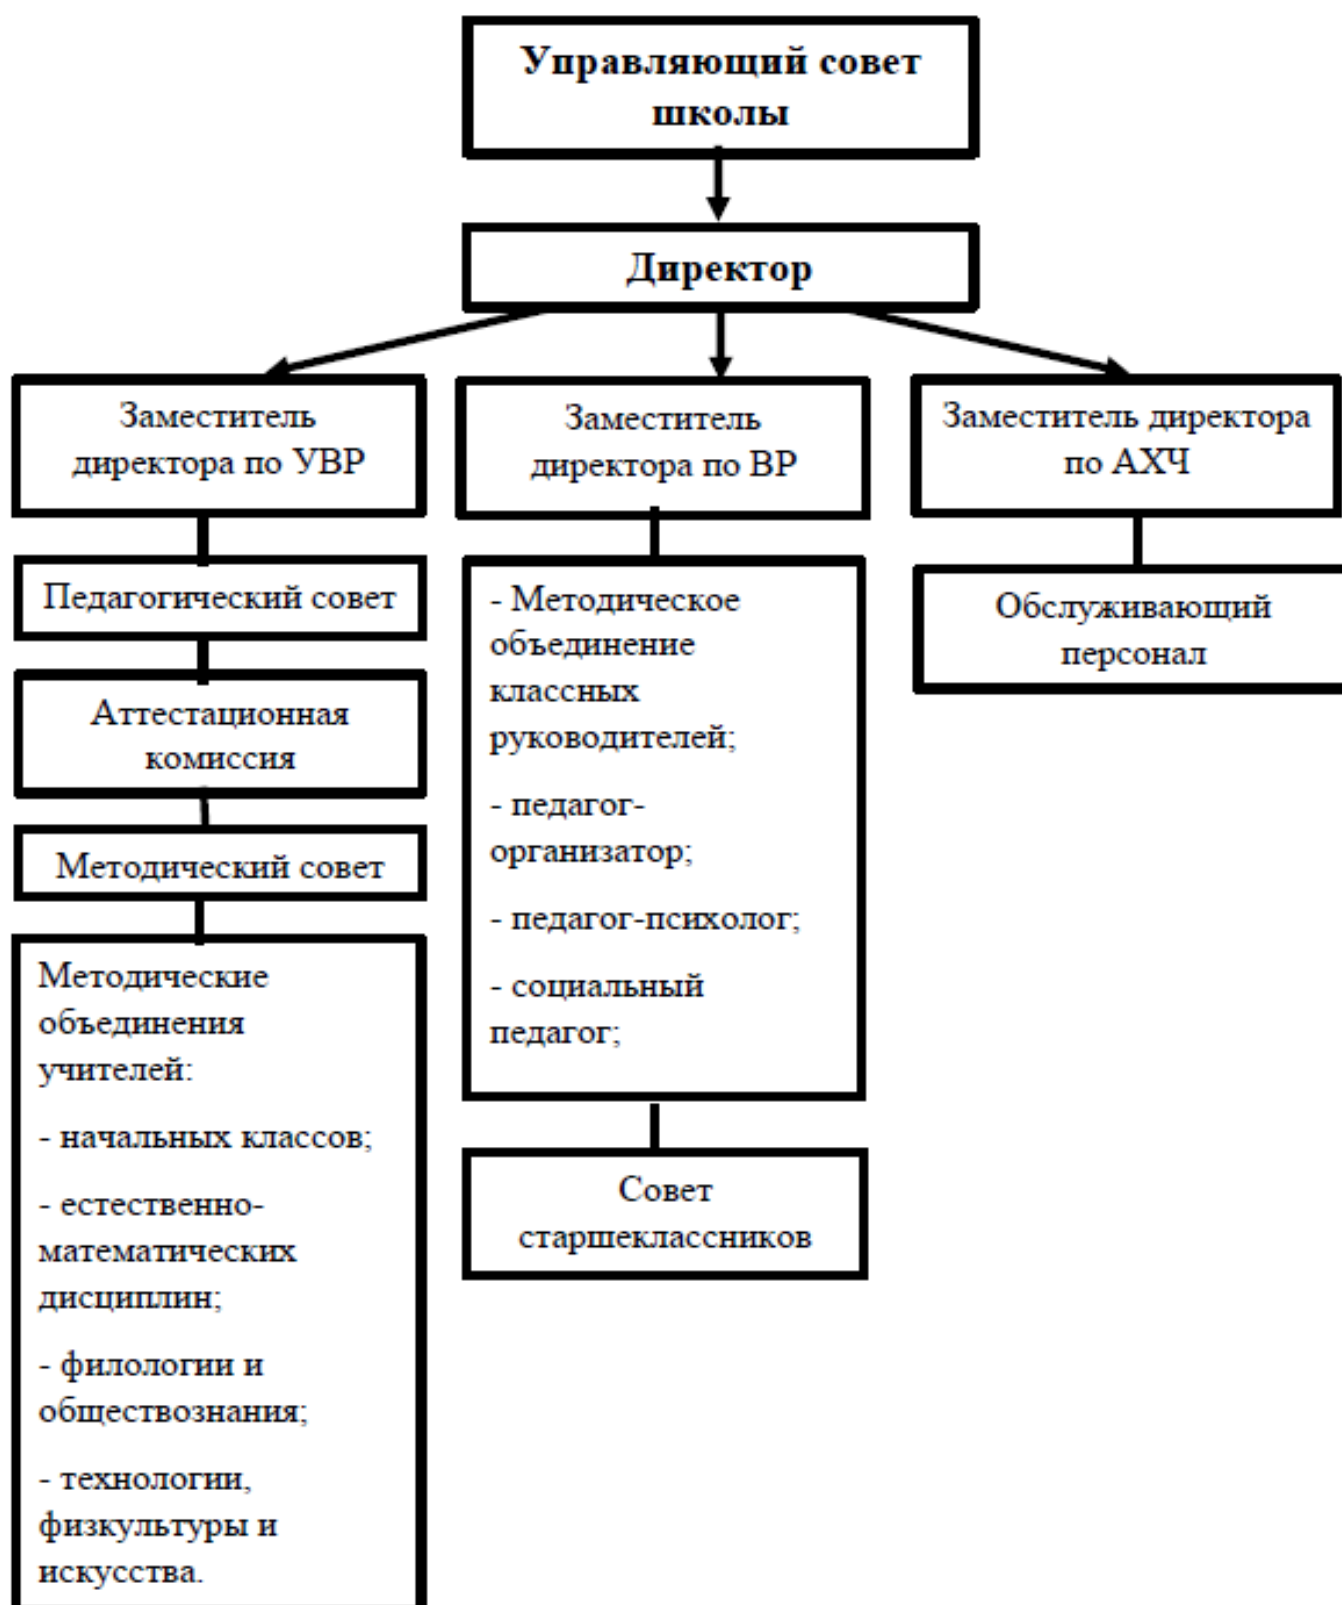 Управляющий совет
школы
Директор
Заместитель
директора по УВР
Заместитель
директора по ВР
Заместитель директора
по АХЧ
Педагогический совет
Аттестационная
комиссия
Методический совет
Методические
объединения
учителей:
- начальных классов;
- естественно-
математических
дисциплин;
- филологии и
обществознания;
- технологии,
физкультуры и
искусства.
- Методическое
объединение
классных
руководителей;
- педагог-
организатор;
- педагог-психолог;
- социальный
педагог;
Совет
старшеклассников
Обслуживающий
персонал